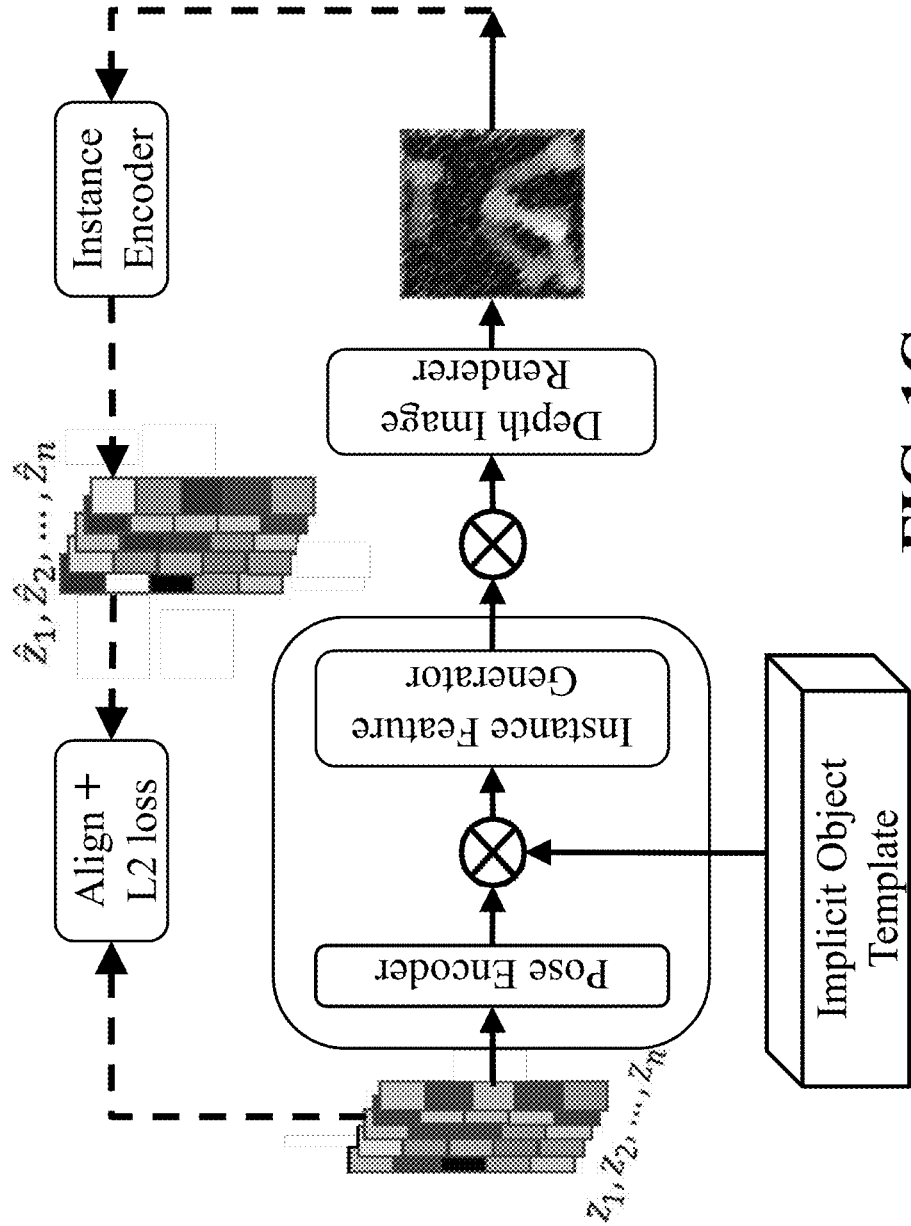 Align +
L2 loss
ẑ₁, ẑ₂, ... , ẑₙ
Instance
Encoder
z₁, z₂, ..., zₙ
Pose Encoder
Instance Feature
Generator
Depth Image
Renderer
Implicit Object
Template
FIG.